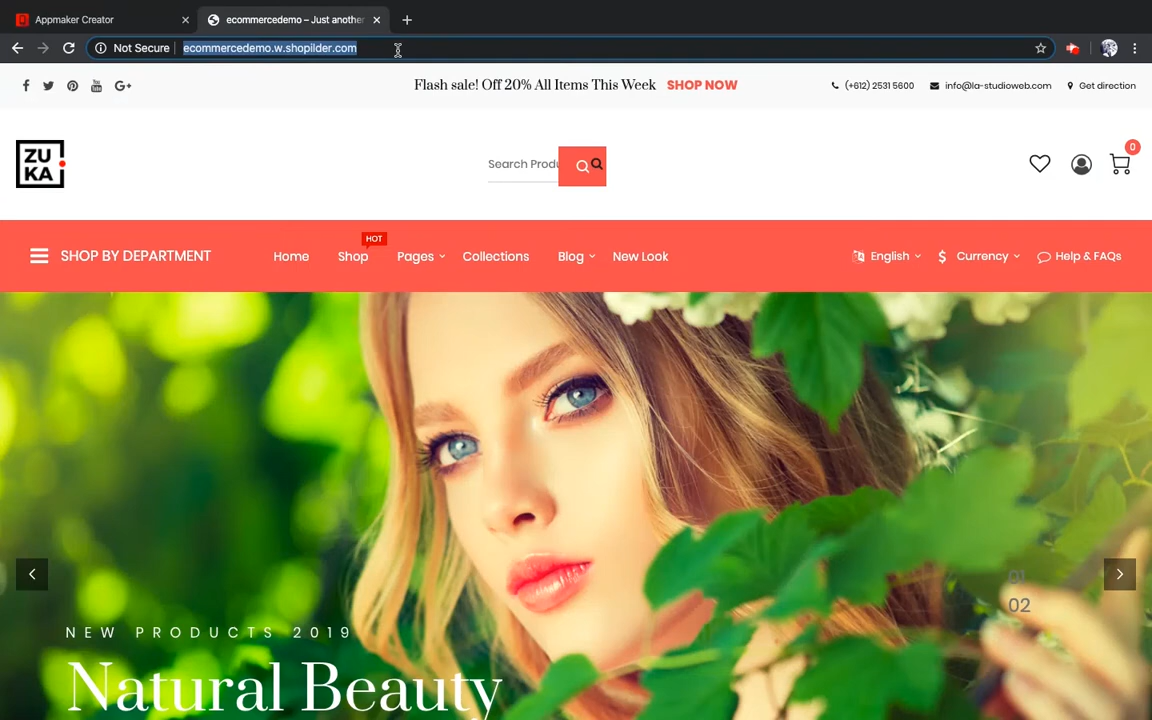 Appmaker Creator
ecommercedemo – Just another
Not Secure
ecommercedemo.w.shopilder.com
Flash sale! Off 20% All Items This Week SHOP NOW
(+612) 2531 5600
info@la-studioweb.com
Get direction
ZU
KA
Search Produ
0
HOT
SHOP BY DEPARTMENT
Home
Shop
Pages
Collections
Blog
New Look
English
$ Currency
Help & FAQs
01
02
NEW PRODUCTS 2019
Natural Beauty